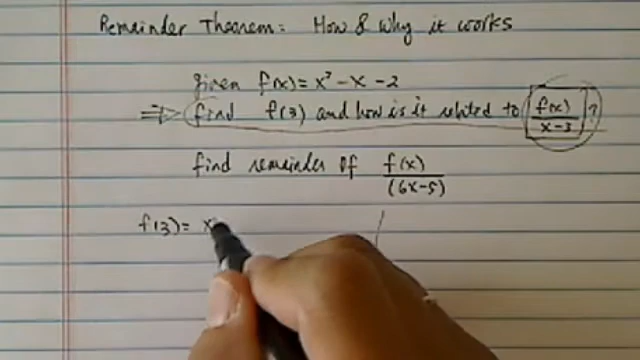 Remainder Theorem: How & Why it works
given f(x) = x² - x - 2
⇒ find f(3) and how is it related to f(x)/x-3 ?
find remainder of f(x)/(6x-5)
f(3) = x